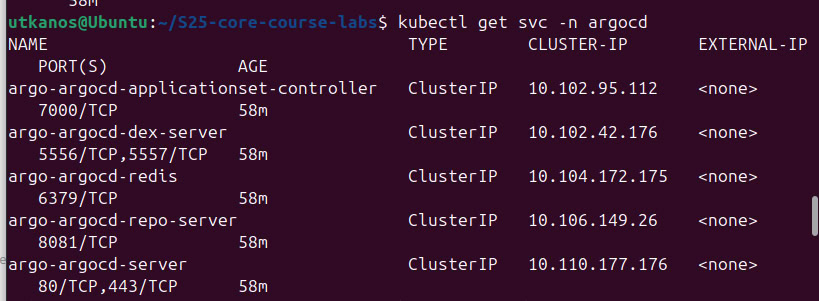 38m
utkanos@Ubuntu:~/S25-core-course-labs$ kubectl get svc -n argocd
NAME                                   TYPE        CLUSTER-IP       EXTERNAL-IP
   PORT(S)             AGE
argo-argocd-applicationset-controller   ClusterIP   10.102.95.112    <none>
   7000/TCP            58m
argo-argocd-dex-server                  ClusterIP   10.102.42.176    <none>
   5556/TCP,5557/TCP   58m
argo-argocd-redis                       ClusterIP   10.104.172.175   <none>
   6379/TCP            58m
argo-argocd-repo-server                 ClusterIP   10.106.149.26    <none>
   8081/TCP            58m
argo-argocd-server                      ClusterIP   10.110.177.176   <none>
   80/TCP,443/TCP      58m